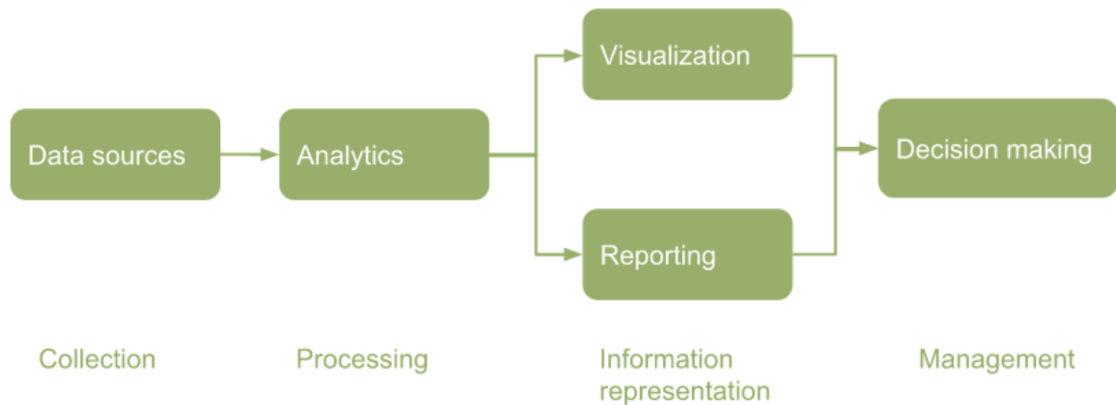 Visualization
Data sources
Analytics
Decision making
Reporting
Collection
Processing
Information
representation
Management